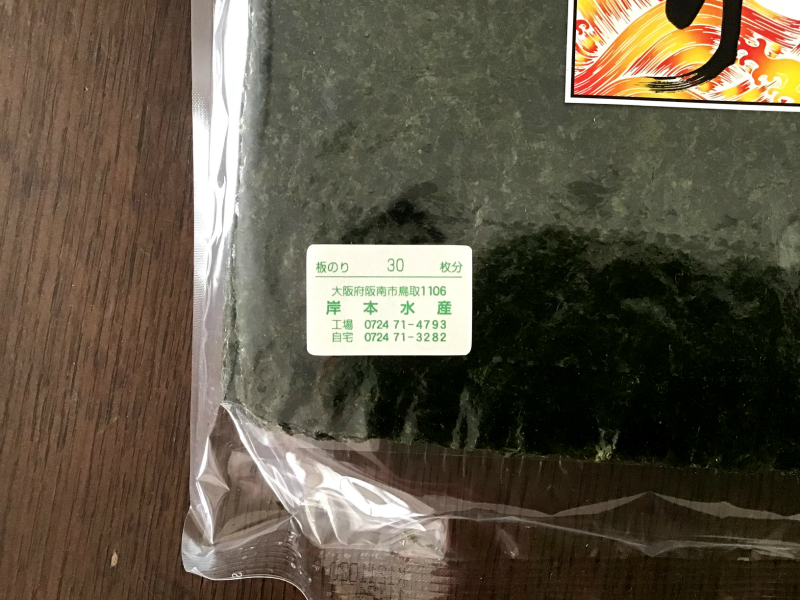 板のり 30 枚分
大阪府阪南市鳥取1106
岸本水産
工場 0724 71-4793
自宅 0724 71-3282